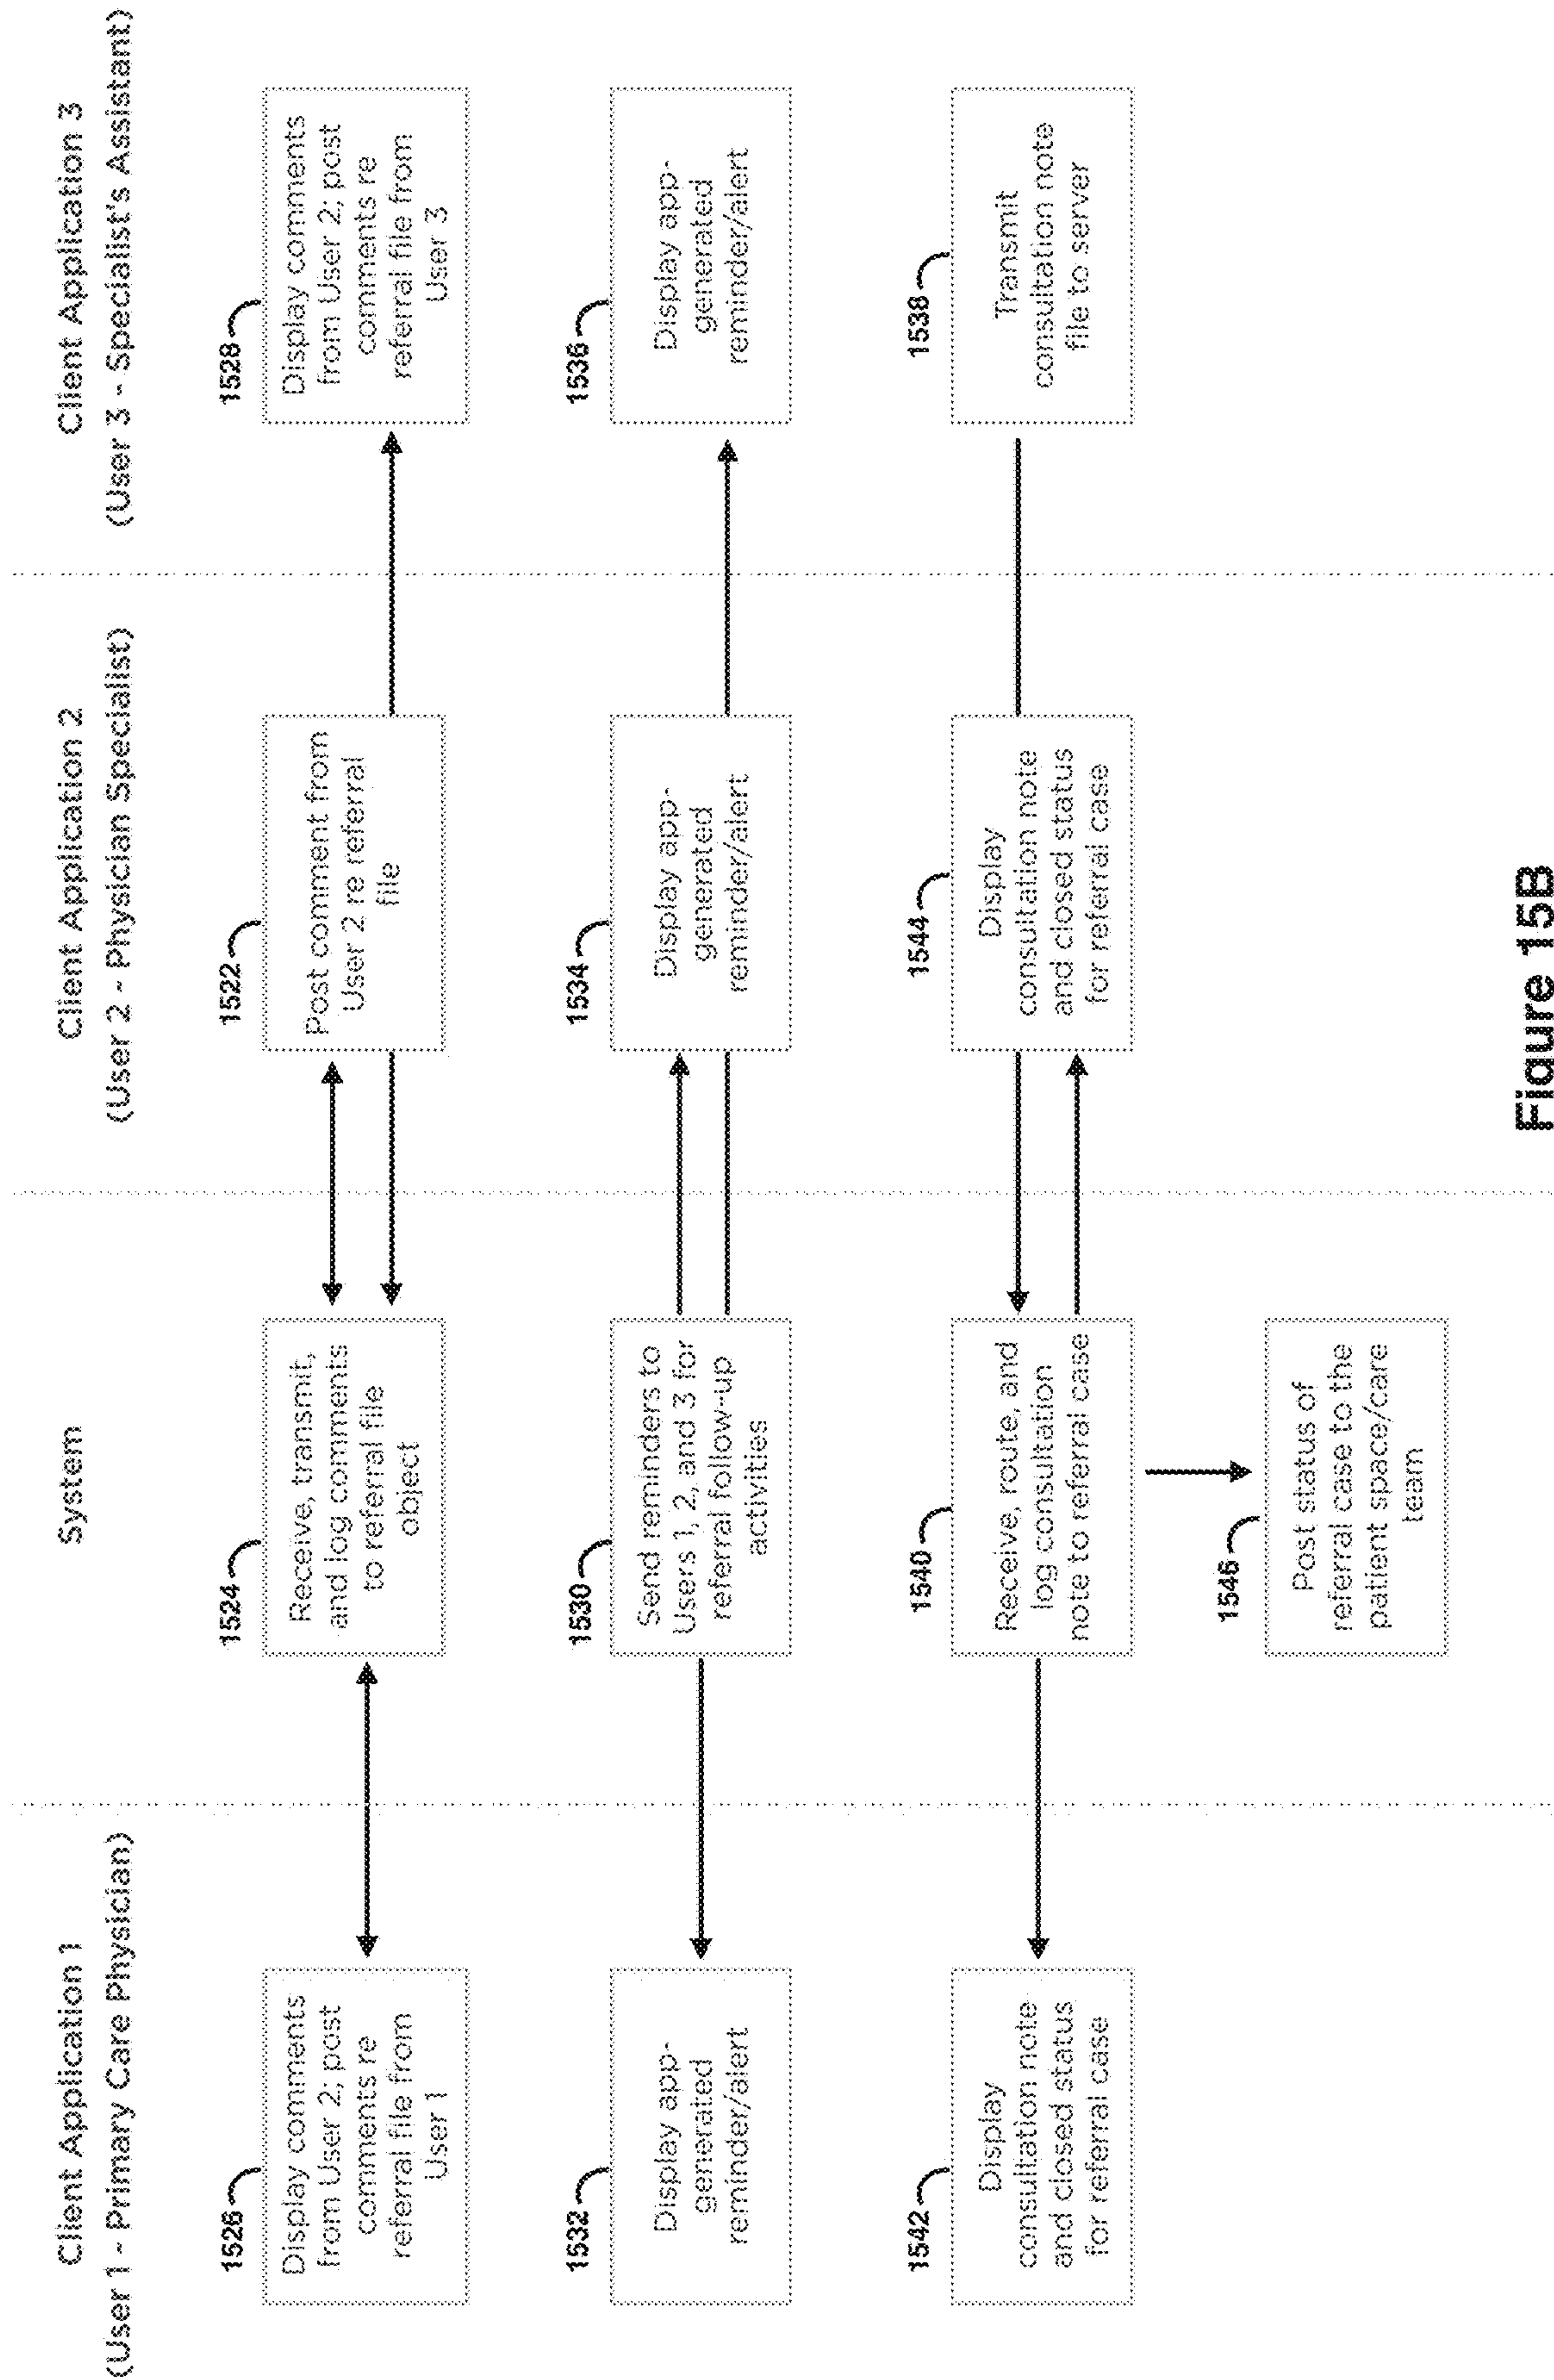 Client Application 1
(User 1 - Primary Care Physician)
System
Client Application 2
(User 2 - Physician Specialist)
Client Application 3
(User 3 - Specialist's Assistant)
1526
Display comments
from User 2; post
comments re
referral file from
User 1
1524
Receive, transmit,
and log comments
to referral file
object
1522
Post comment from
User 2 re referral
file
1528
Display comments
from User 2; post
comments re
referral file from
User 3
1532
Display app-
generated
reminder/alert
1530
Send reminders to
Users 1, 2, and 3 for
referral follow-up
activities
1534
Display app-
generated
reminder/alert
1536
Display app-
generated
reminder/alert
1542
Display
consultation note
and closed status
for referral case
1540
Receive, route, and
log consultation
note to referral case
1544
Display
consultation note
and closed status
for referral case
1538
Transmit
consultation note
file to server
1546
Post status of
referral case to the
patient space/care
team
Figure 15B